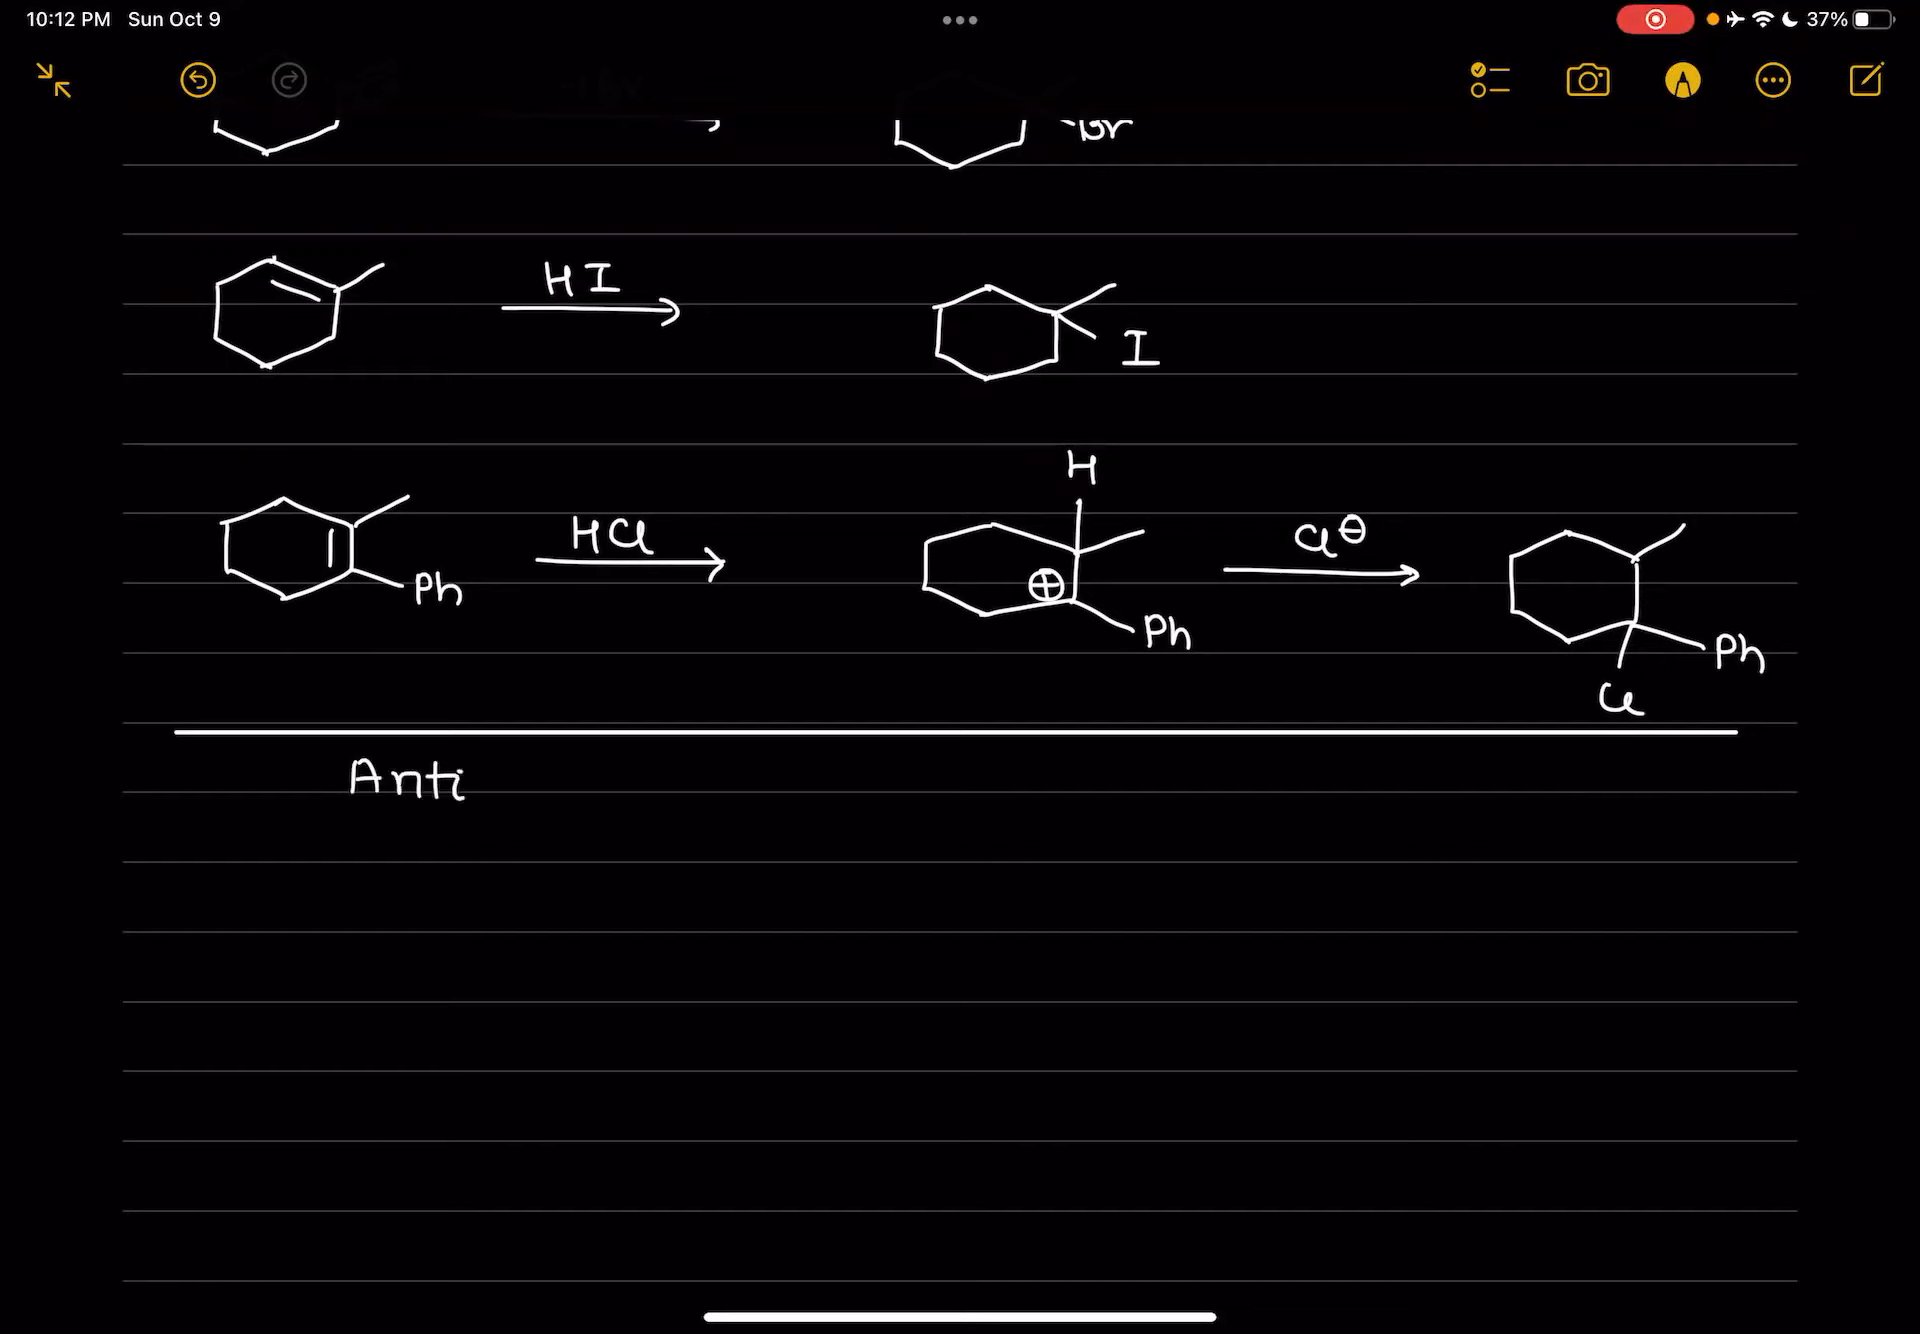 10:12 PM Sun Oct 9
37%
Br
HI
I
H
HCl
Cl⊖
⊕
Ph
Ph
Ph
Cl
Anti